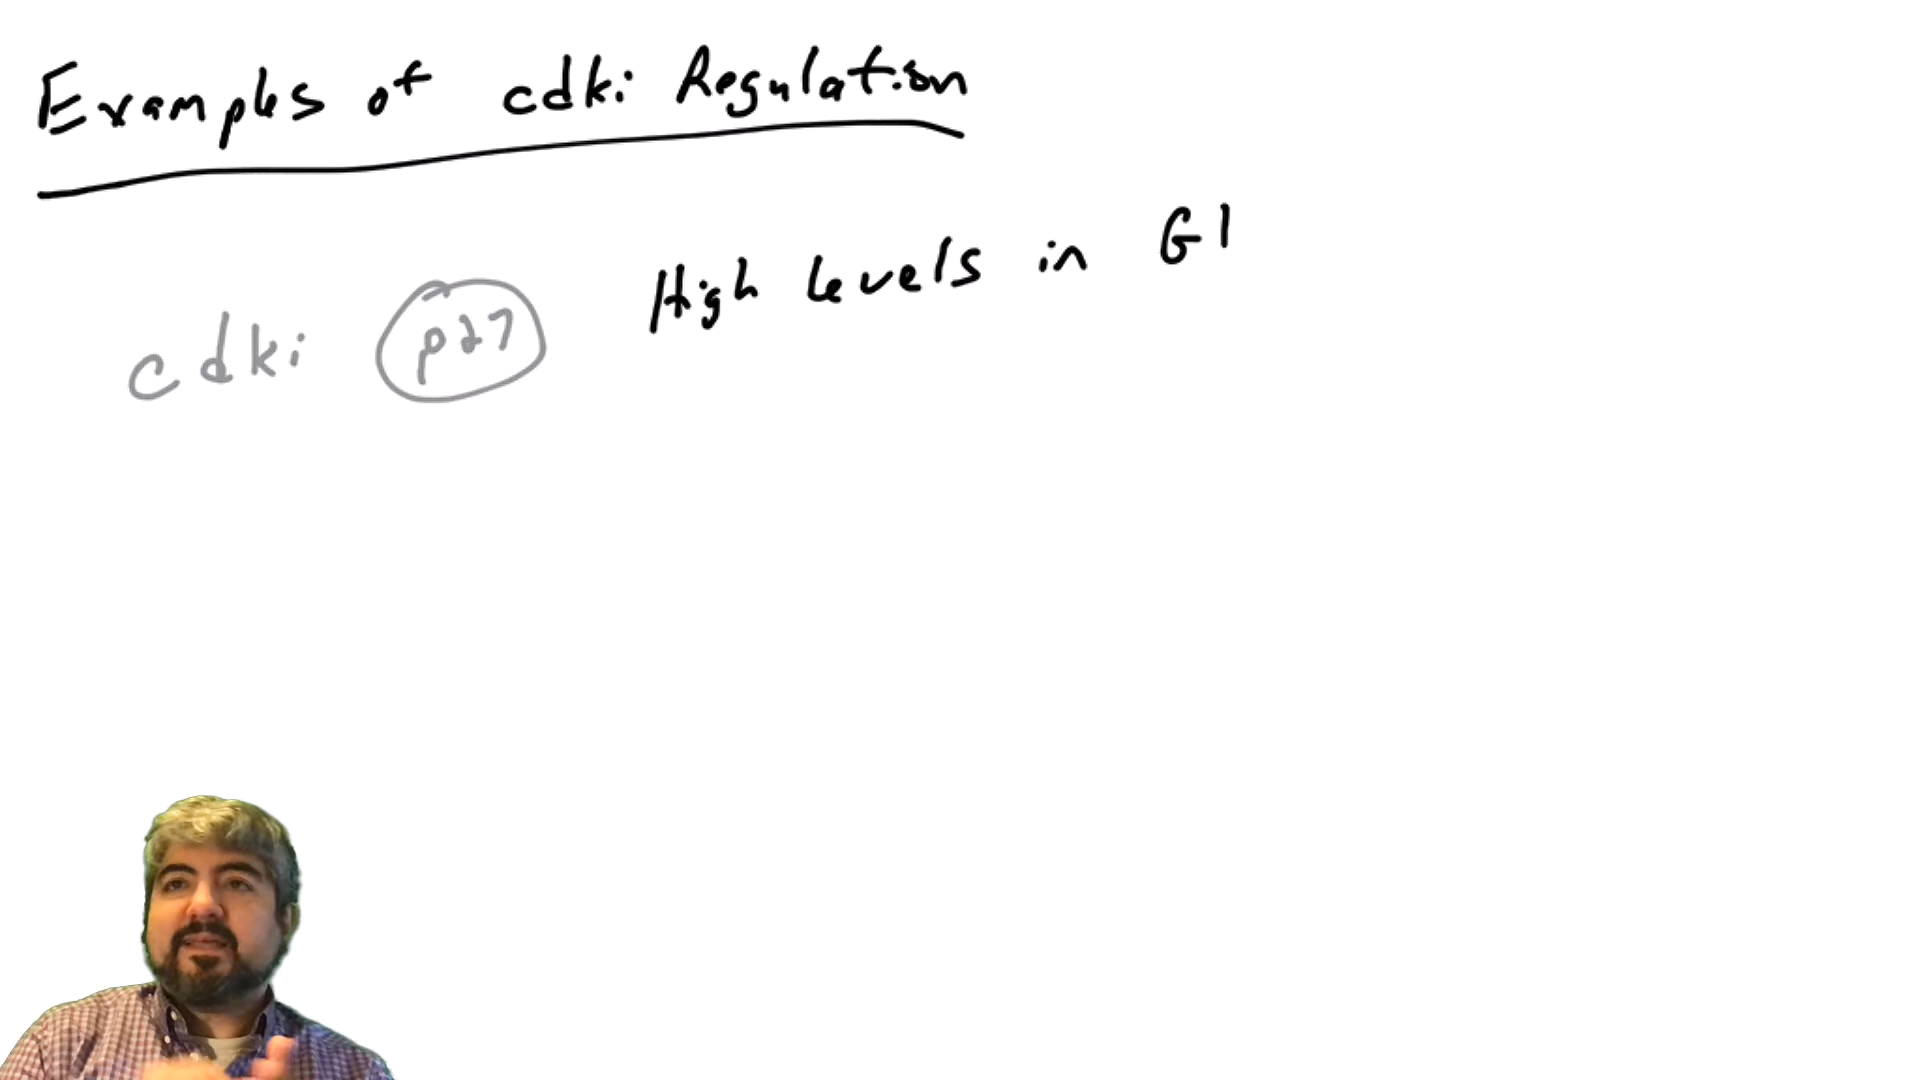 Examples of cdki Regulation
High levels in G1
cdki p27